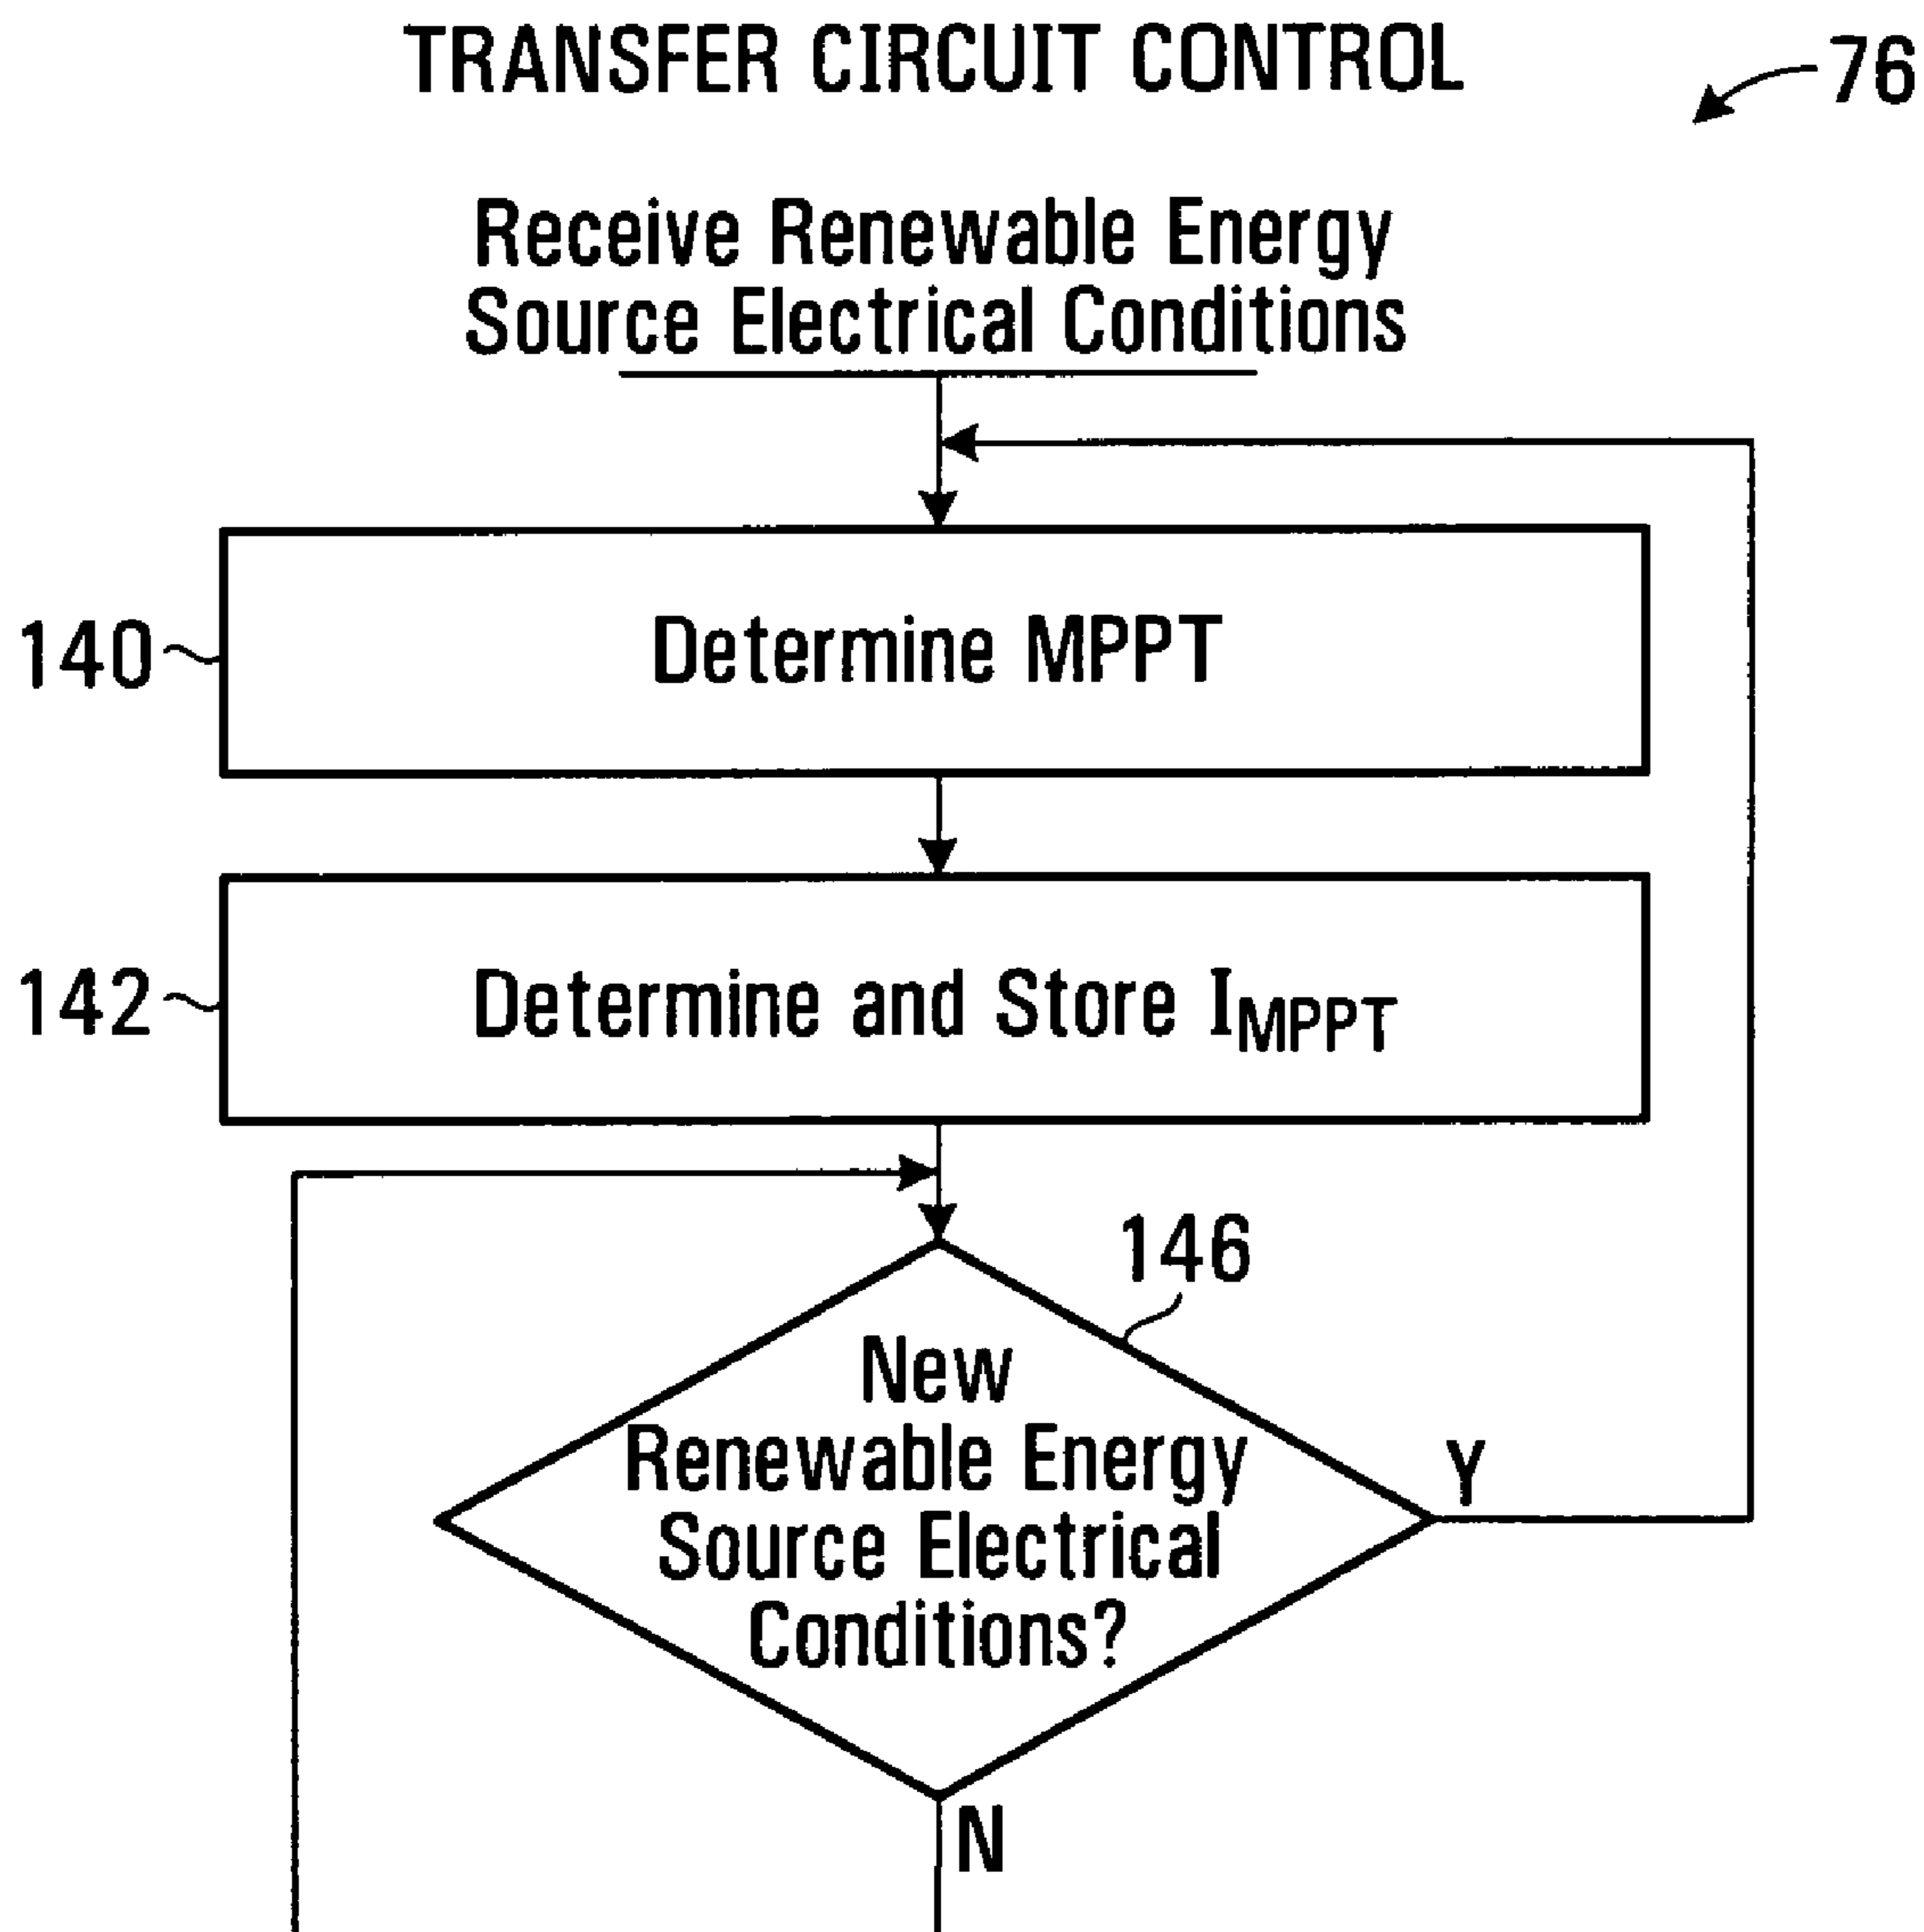 TRANSFER CIRCUIT CONTROL
76
Receive Renewable Energy
Source Electrical Conditions
140
Determine MPPT
142
Determine and Store IMPPT
146
New
Renewable Energy
Source Electrical
Conditions?
Y
N